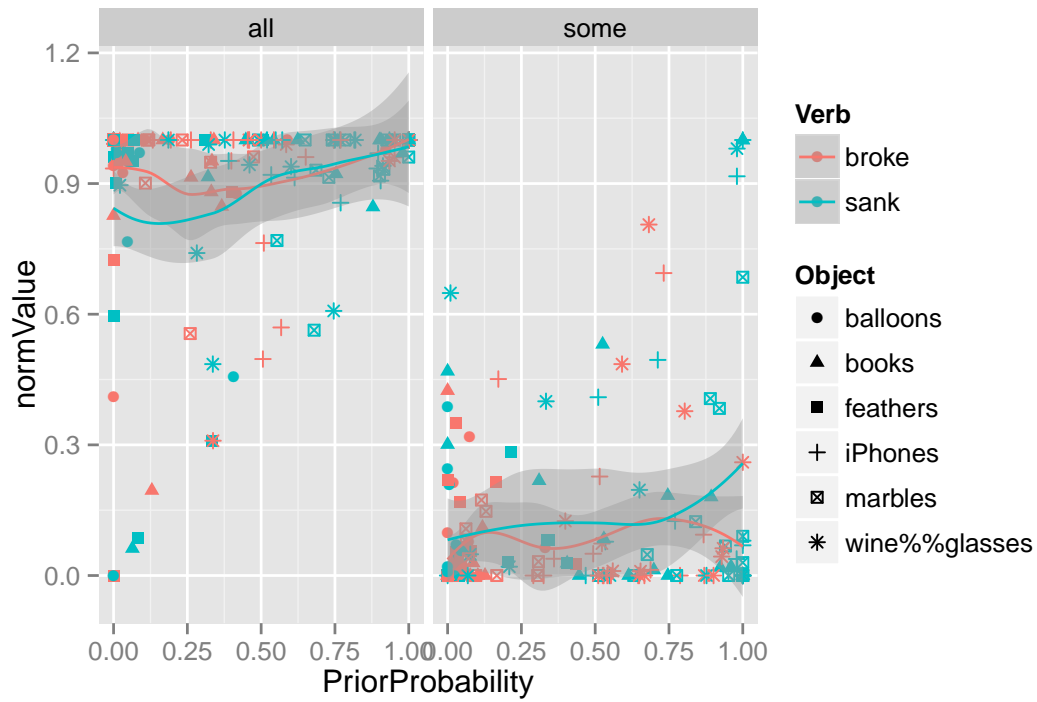 all some
1.2
0.9
0.6
0.3
0.0
normValue
0.00 0.25 0.50 0.75 1.00 0.00 0.25 0.50 0.75 1.00
PriorProbability
Verb
broke
sank
Object
balloons
books
feathers
iPhones
marbles
wine%%glasses